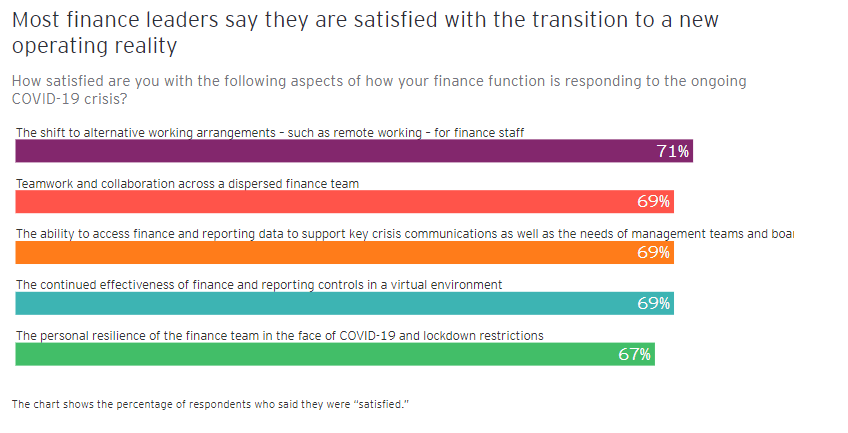 Most finance leaders say they are satisfied with the transition to a new
operating reality
How satisfied are you with the following aspects of how your finance function is responding to the ongoing
COVID-19 crisis?
The shift to alternative working arrangements – such as remote working – for finance staff
71%
Teamwork and collaboration across a dispersed finance team
69%
The ability to access finance and reporting data to support key crisis communications as well as the needs of management teams and boa
69%
The continued effectiveness of finance and reporting controls in a virtual environment
69%
The personal resilience of the finance team in the face of COVID-19 and lockdown restrictions
67%
The chart shows the percentage of respondents who said they were “satisfied.”